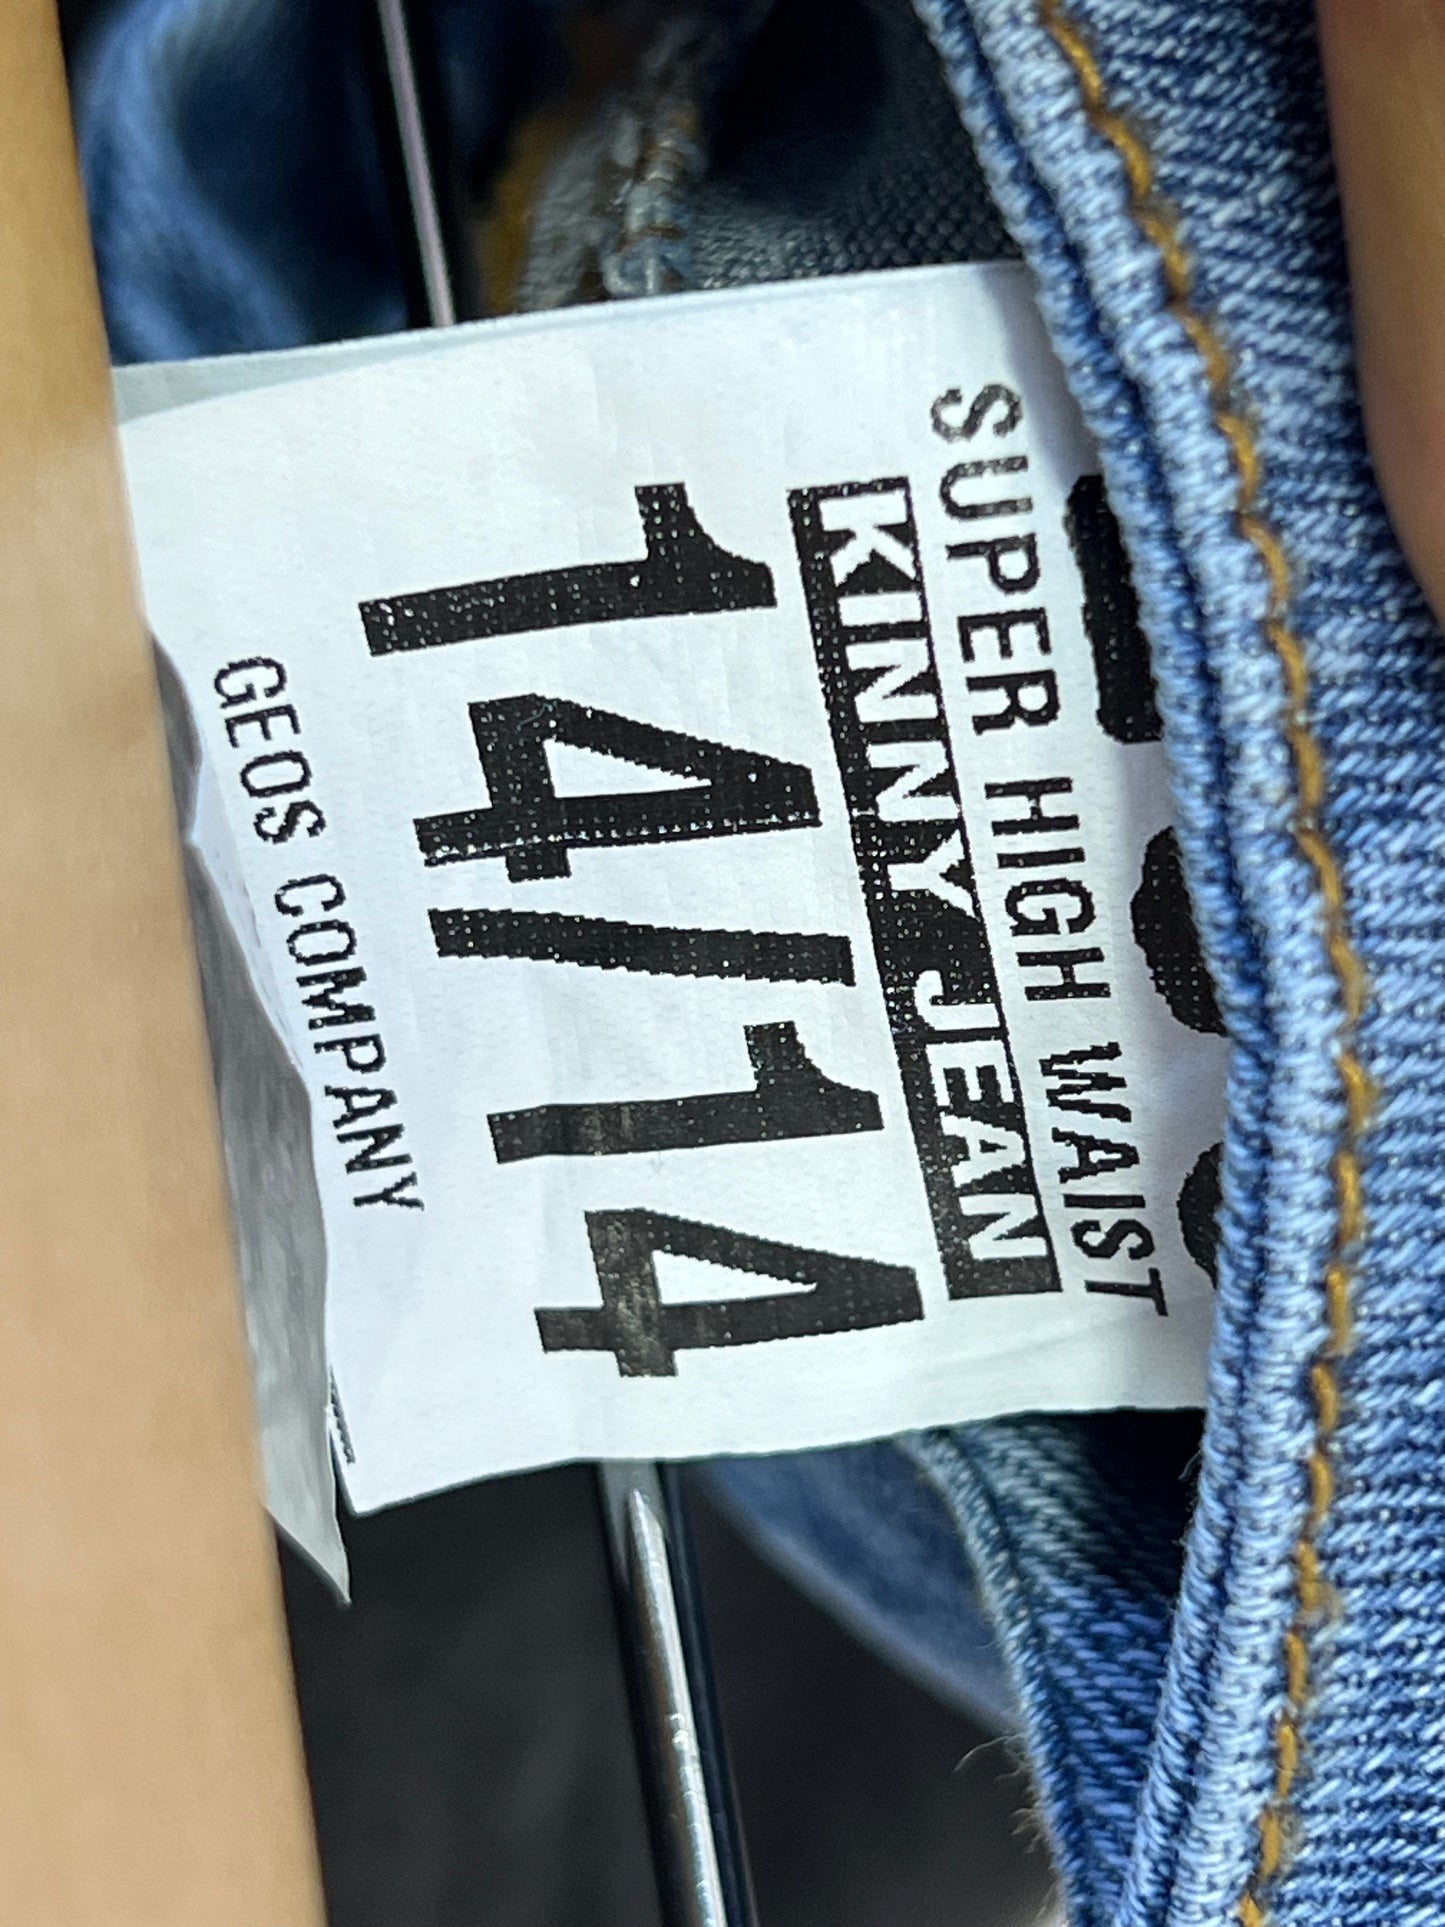 SUPER HIGH WAIST
KINNY JEAN
14/14
GEOS COMPANY